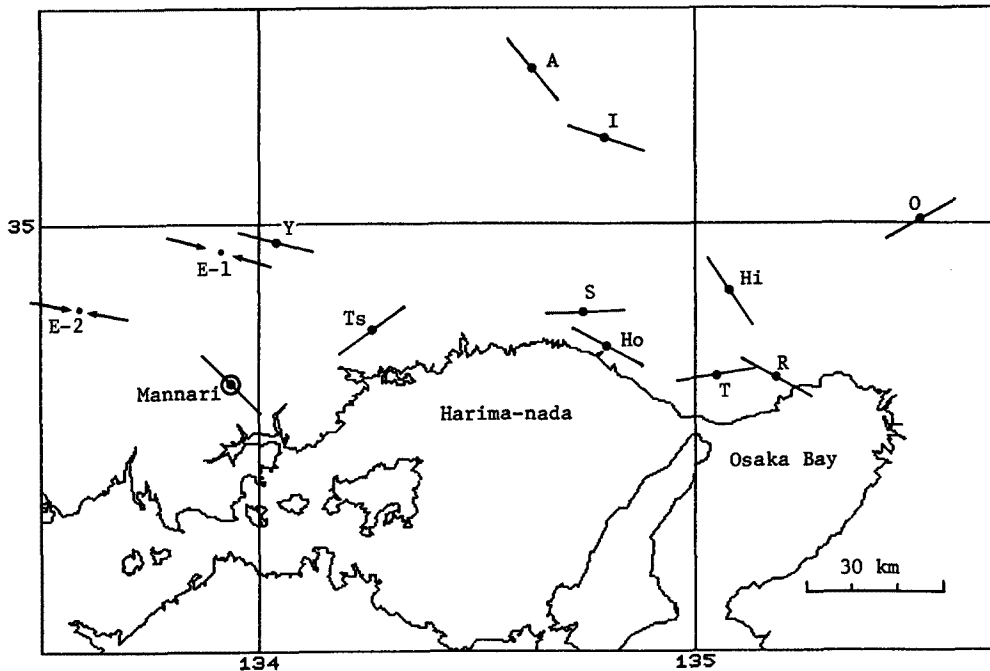 A
I
O
35
Y
E-1
Hi
S
E-2
Ts
Ho
R
Mannari
T
Harima-nada
Osaka Bay
30 km
134
135